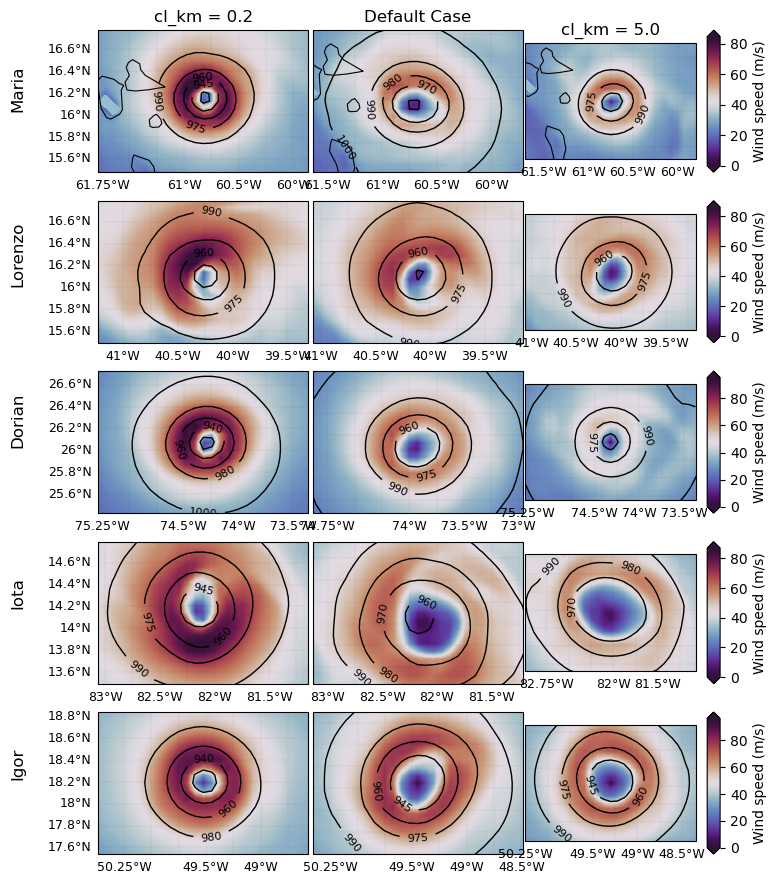 cl_km = 0.2 Default Case cl_km = 5.0
Maria
16.6°N
16.4°N
16.2°N
16°N
15.8°N
15.6°N
960
945
990
975
980
970
990
1000
975
990
80
60
40
20
0
Wind speed (m/s)
61.75°W 61°W 60.5°W 60°W 61.5°W 61°W 60.5°W 60°W 61.5°W 61°W 60.5°W 60°W
Lorenzo
16.6°N
16.4°N
16.2°N
16°N
15.8°N
15.6°N
990
960
975
960
975
990
960
975
990
80
60
40
20
0
Wind speed (m/s)
41°W 40.5°W 40°W 39.5°W 41°W 40.5°W 40°W 39.5°W 41°W 40.5°W 40°W 39.5°W
Dorian
26.6°N
26.4°N
26.2°N
26°N
25.8°N
25.6°N
940
960
980
1000
960
975
990
975
990
80
60
40
20
0
Wind speed (m/s)
75.25°W 74.5°W 74°W 73.5°W 74.75°W 74°W 73.5°W 73°W 75.25°W 74.5°W 74°W 73.5°W
Iota
14.6°N
14.4°N
14.2°N
14°N
13.8°N
13.6°N
945
975
960
990
960
970
980
990
990
980
970
80
60
40
20
0
Wind speed (m/s)
83°W 82.5°W 82°W 81.5°W 83°W 82.5°W 82°W 81.5°W 82.75°W 82°W 81.5°W
Igor
18.8°N
18.6°N
18.4°N
18.2°N
18°N
17.8°N
17.6°N
940
960
980
960
945
975
990
945
975
960
990
80
60
40
20
0
Wind speed (m/s)
50.25°W 49.5°W 49°W 50.25°W 49.5°W 49°W 48.5°W 50.25°W 49.5°W 49°W 48.5°W